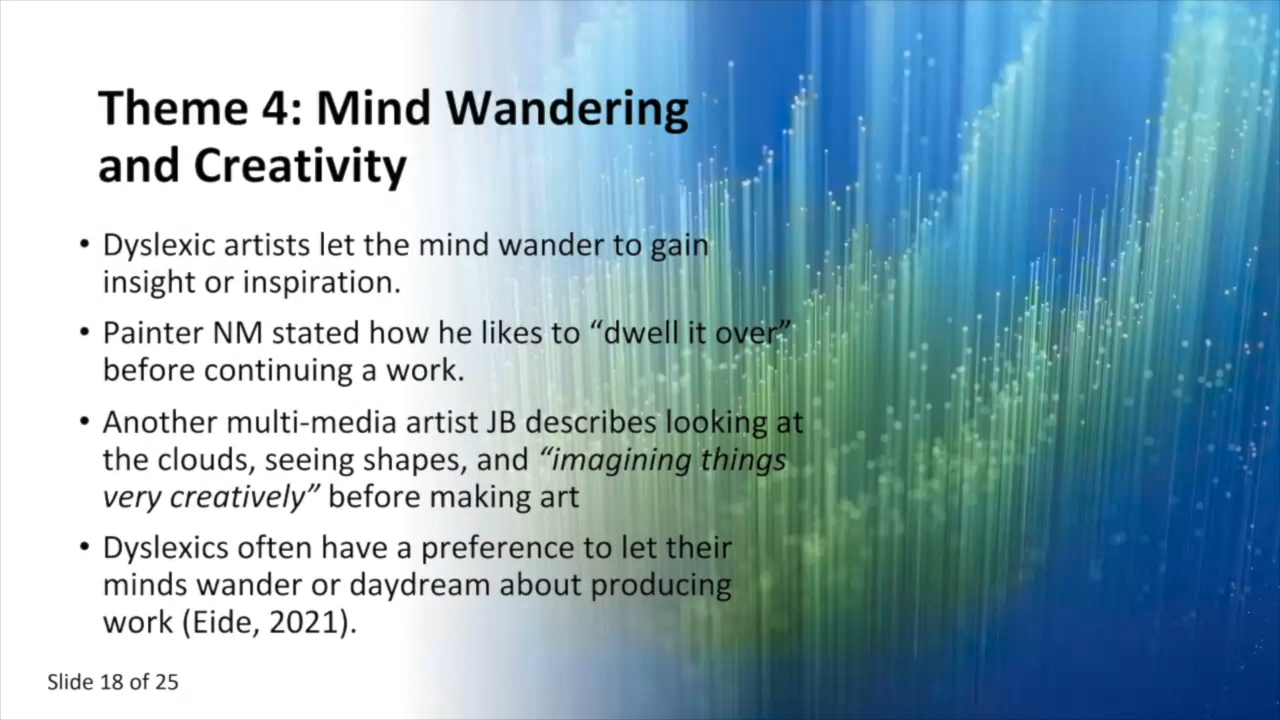 Theme 4: Mind Wandering
and Creativity
• Dyslexic artists let the mind wander to gain
insight or inspiration.
• Painter NM stated how he likes to “dwell it over”
before continuing a work.
• Another multi-media artist JB describes looking at
the clouds, seeing shapes, and “imagining things
very creatively” before making art
• Dyslexics often have a preference to let their
minds wander or daydream about producing
work (Eide, 2021).
Slide 18 of 25